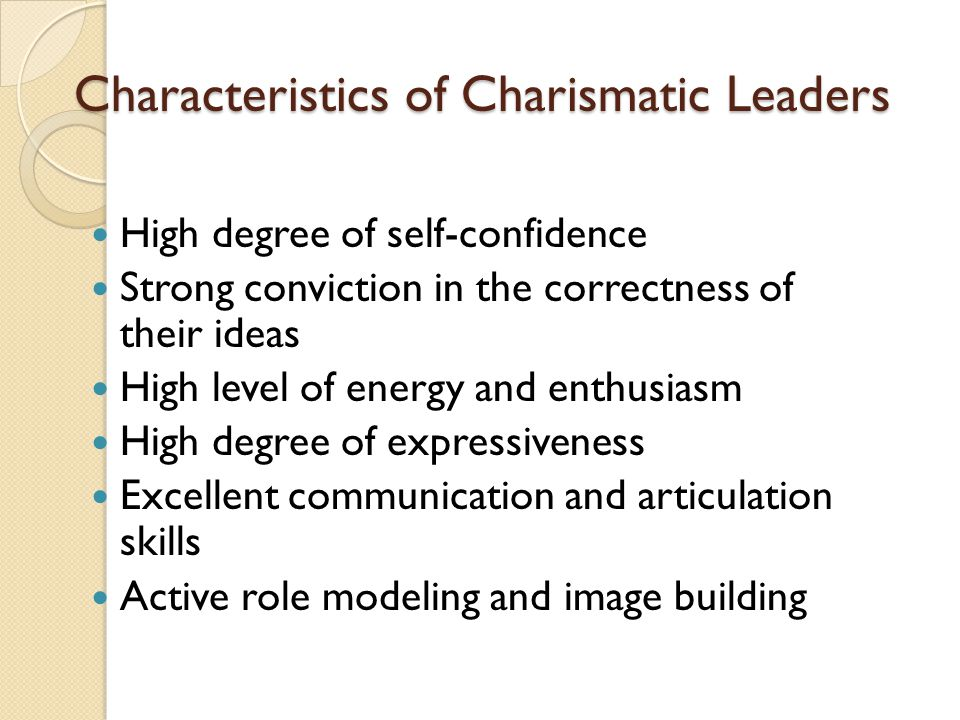 Characteristics of Charismatic Leaders
• High degree of self-confidence
• Strong conviction in the correctness of
their ideas
• High level of energy and enthusiasm
• High degree of expressiveness
• Excellent communication and articulation
skills
• Active role modeling and image building